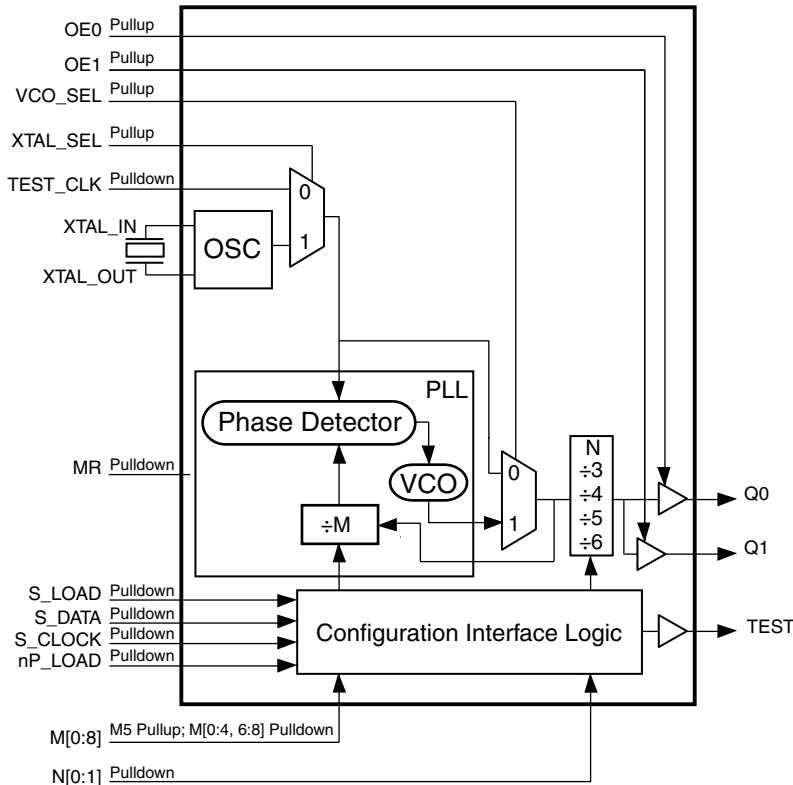 OE0 Pullup
OE1 Pullup
VCO_SEL Pullup
XTAL_SEL Pullup
TEST_CLK Pulldown
0
XTAL_IN
OSC
1
XTAL_OUT
PLL
Phase Detector
N
÷3
÷4
÷5
÷6
MR Pulldown
VCO
0
1
Q0
÷M
Q1
S_LOAD Pulldown
S_DATA Pulldown
S_CLOCK Pulldown
nP_LOAD Pulldown
Configuration Interface Logic
TEST
M[0:8] M5 Pullup; M[0:4, 6:8] Pulldown
N[0:1] Pulldown